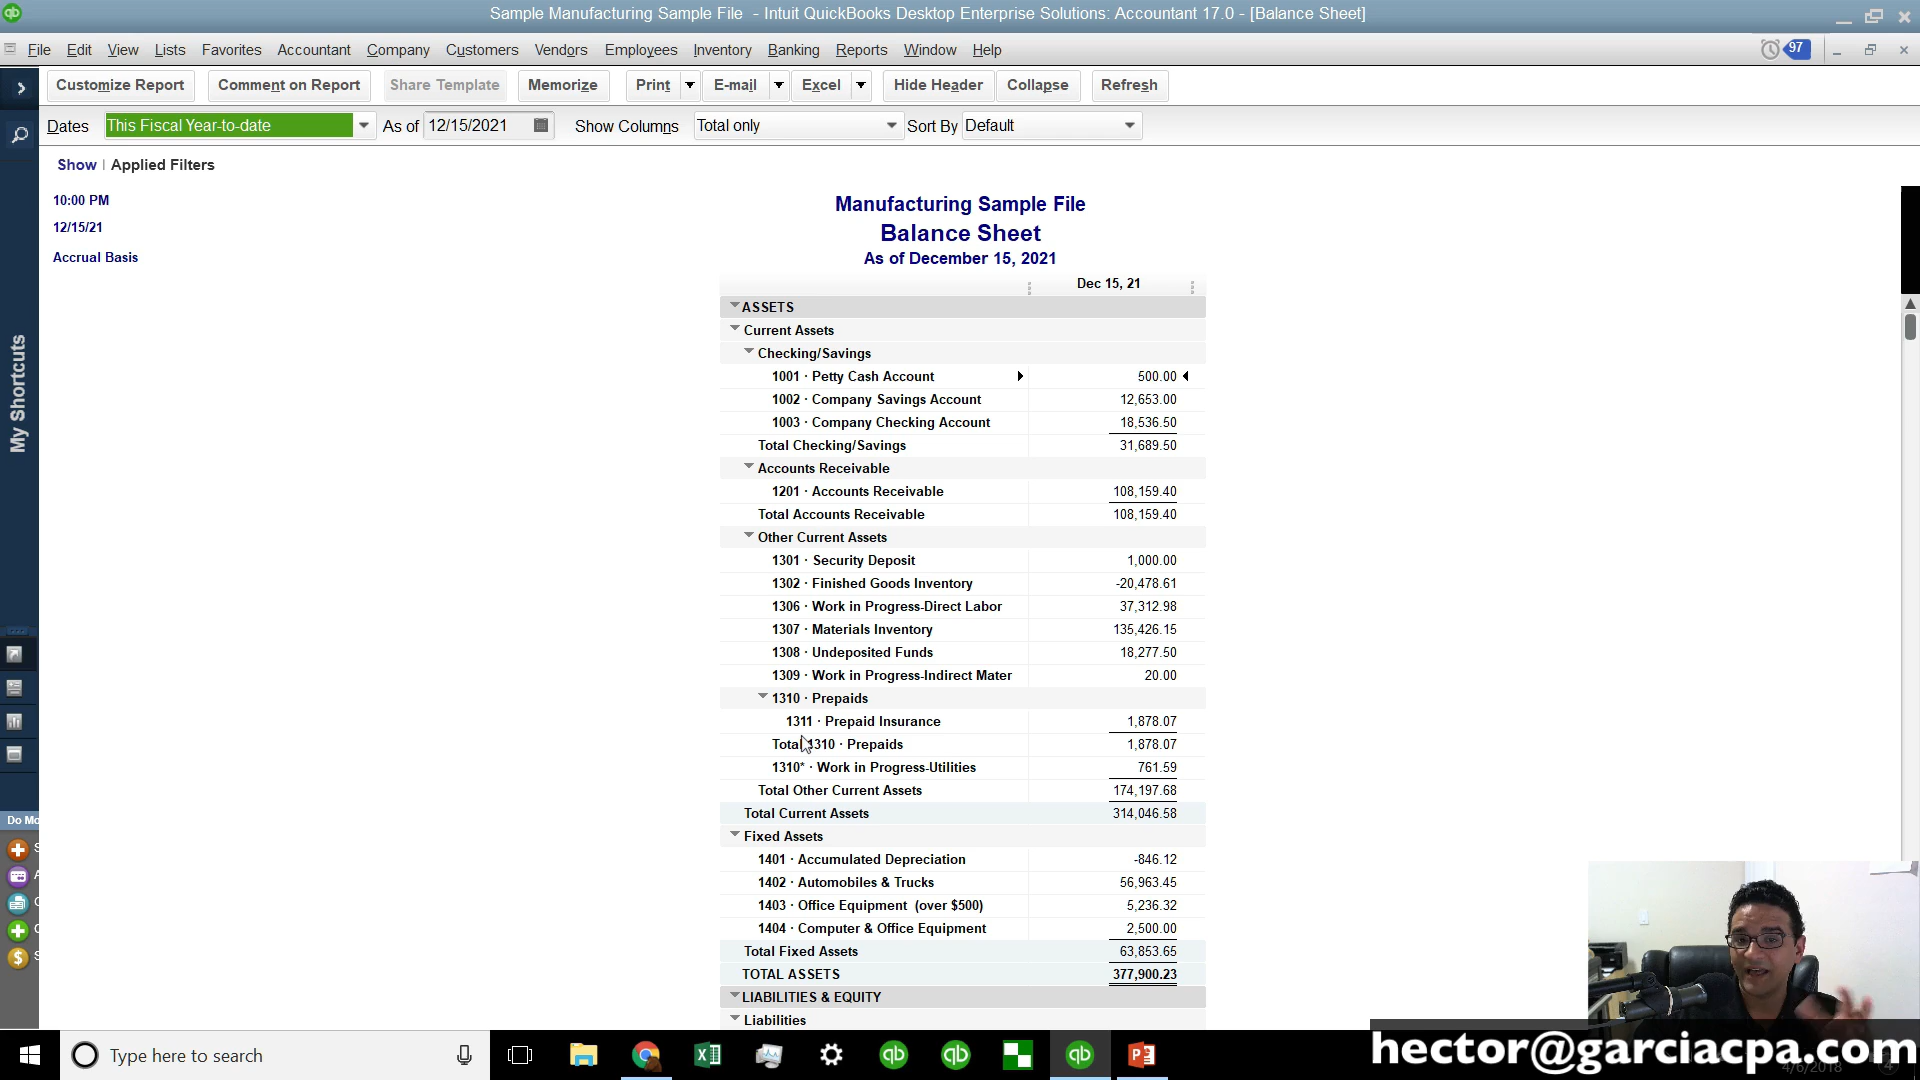 Sample Manufacturing Sample File - Intuit QuickBooks Desktop Enterprise Solutions: Accountant 17.0 - [Balance Sheet]
File Edit View Lists Favorites Accountant Company Customers Vendors Employees Inventory Banking Reports Window Help 97
Customize Report Comment on Report Share Template Memorize Print E-mail Excel Hide Header Collapse Refresh
Dates This Fiscal Year-to-date As of 12/15/2021 Show Columns Total only Sort By Default
Show | Applied Filters
10:00 PM
12/15/21
Accrual Basis
My Shortcuts
Do Mo
Manufacturing Sample File
Balance Sheet
As of December 15, 2021
Dec 15, 21
ASSETS
Current Assets
Checking/Savings
1001 · Petty Cash Account 500.00
1002 · Company Savings Account 12,653.00
1003 · Company Checking Account 18,536.50
Total Checking/Savings 31,689.50
Accounts Receivable
1201 · Accounts Receivable 108,159.40
Total Accounts Receivable 108,159.40
Other Current Assets
1301 · Security Deposit 1,000.00
1302 · Finished Goods Inventory -20,478.61
1306 · Work in Progress-Direct Labor 37,312.98
1307 · Materials Inventory 135,426.15
1308 · Undeposited Funds 18,277.50
1309 · Work in Progress-Indirect Mater 20.00
1310 · Prepaids
1311 · Prepaid Insurance 1,878.07
Total 1310 · Prepaids 1,878.07
1310* · Work in Progress-Utilities 761.59
Total Other Current Assets 174,197.68
Total Current Assets 314,046.58
Fixed Assets
1401 · Accumulated Depreciation -846.12
1402 · Automobiles & Trucks 56,963.45
1403 · Office Equipment (over $500) 5,236.32
1404 · Computer & Office Equipment 2,500.00
Total Fixed Assets 63,853.65
TOTAL ASSETS 377,900.23
LIABILITIES & EQUITY
Liabilities
hector@garciacpa.com
Type here to search
4/6/2018